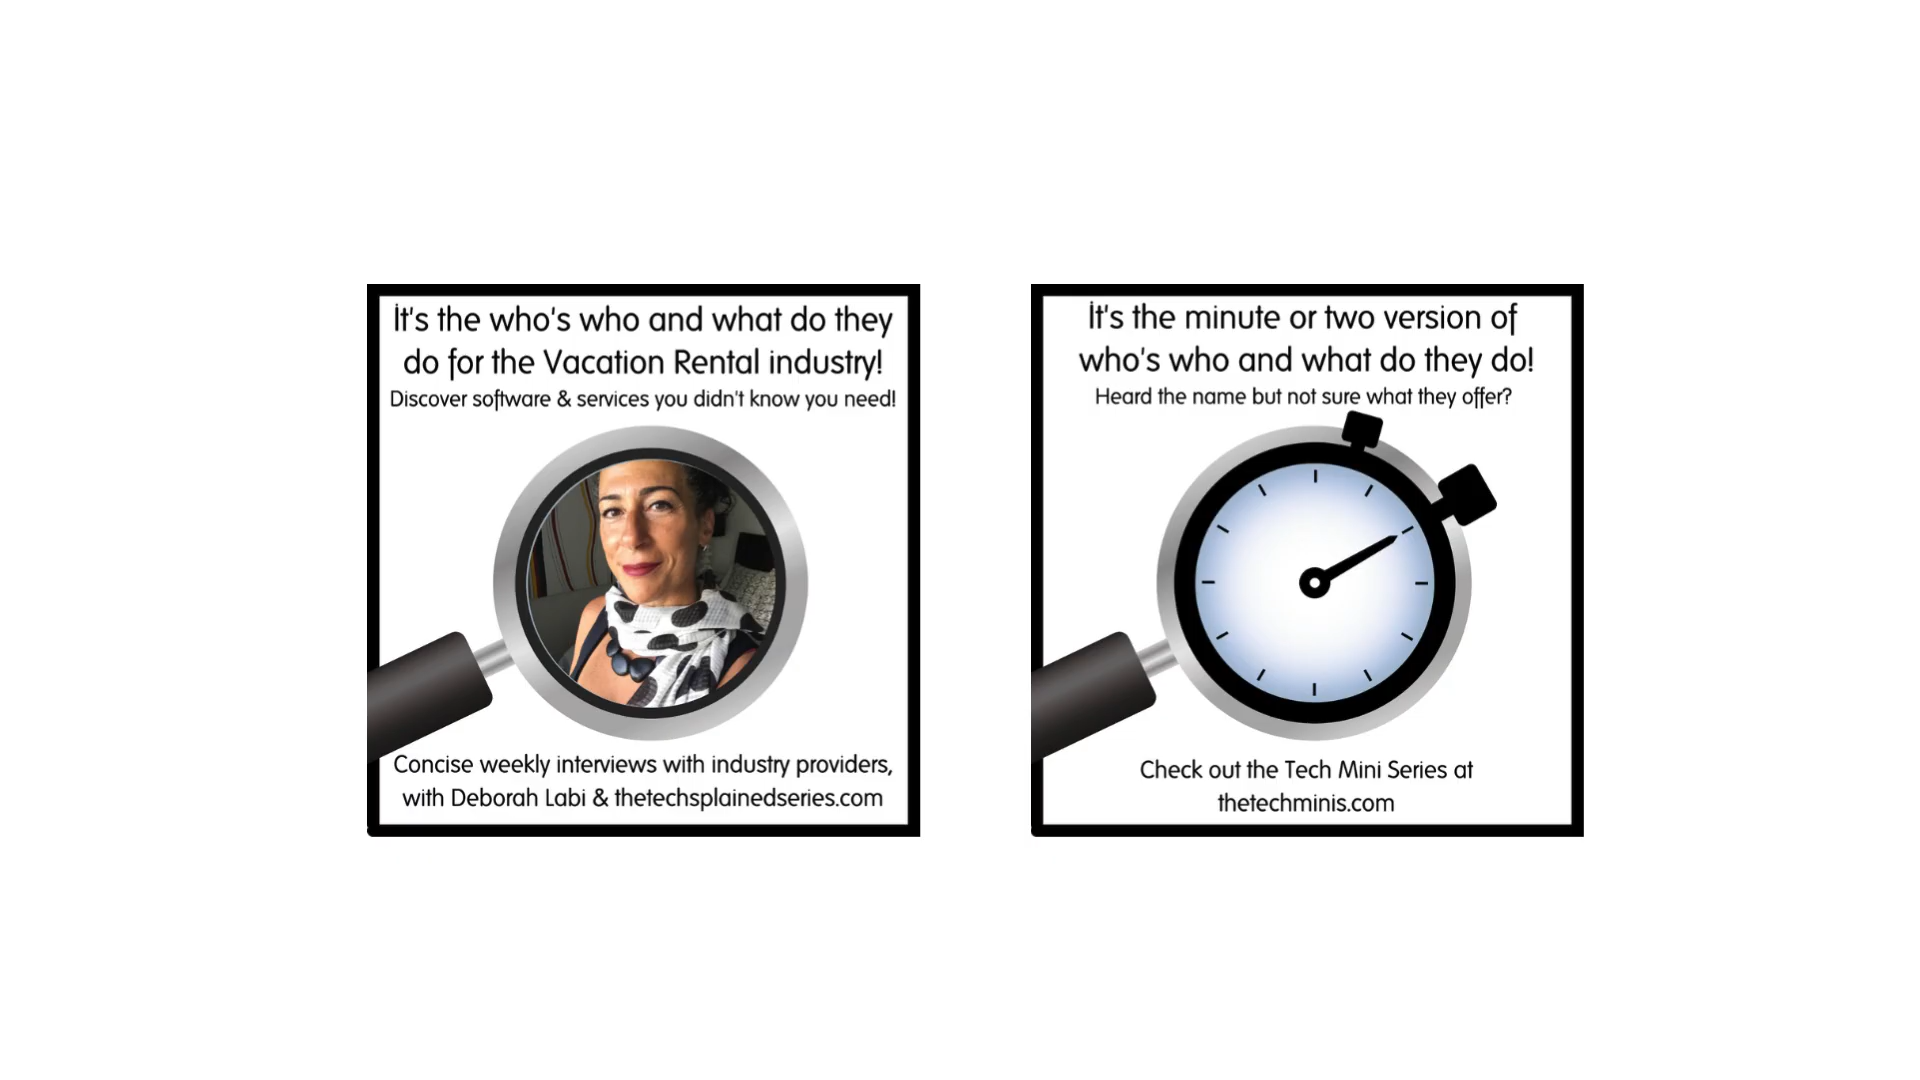 It's the who's who and what do they
do for the Vacation Rental industry!
Discover software & services you didn't know you need!
Concise weekly interviews with industry providers,
with Deborah Labi & thetechsplainedseries.com
It's the minute or two version of
who's who and what do they do!
Heard the name but not sure what they offer?
Check out the Tech Mini Series at
thetechminis.com